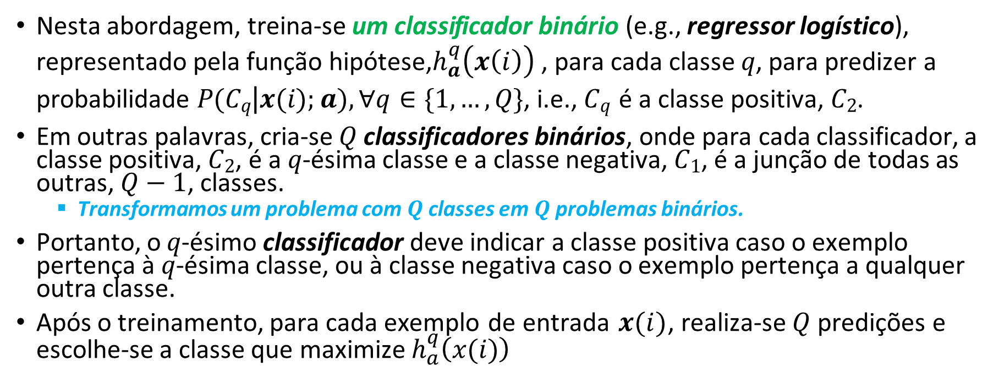 • Nesta abordagem, treina-se um classificador binário (e.g., regressor logístico),
representado pela função hipótese,$h_{\boldsymbol{a}}^{q}(\boldsymbol{x}(i))$ , para cada classe $q$, para predizer a
probabilidade $P(C_q|\boldsymbol{x}(i); \boldsymbol{a}), \forall q \in \{1, \ldots, Q\}$, i.e., $C_q$ é a classe positiva, $C_2$.
• Em outras palavras, cria-se $Q$ classificadores binários, onde para cada classificador, a
classe positiva, $C_2$, é a $q$-ésima classe e a classe negativa, $C_1$, é a junção de todas as
outras, $Q - 1$, classes.
▪ Transformamos um problema com $Q$ classes em $Q$ problemas binários.
• Portanto, o $q$-ésimo classificador deve indicar a classe positiva caso o exemplo
pertença à $q$-ésima classe, ou à classe negativa caso o exemplo pertença a qualquer
outra classe.
• Após o treinamento, para cada exemplo de entrada $\boldsymbol{x}(i)$, realiza-se $Q$ predições e
escolhe-se a classe que maximize $h_{a}^{q}(x(i))$